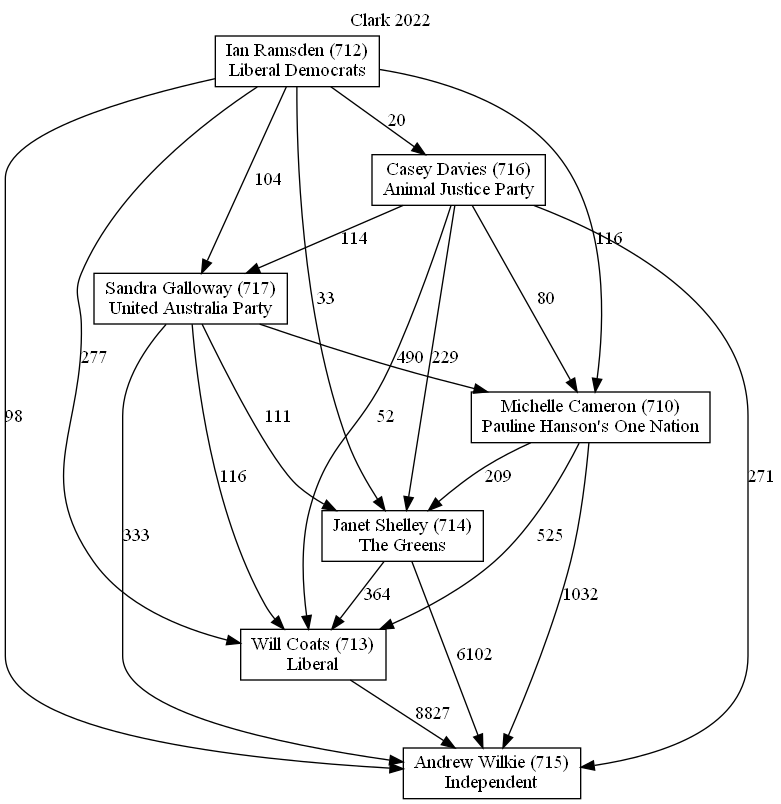 Clark 2022
Ian Ramsden (712)
Liberal Democrats
20
Casey Davies (716)
Animal Justice Party
104
114
116
Sandra Galloway (717)
United Australia Party
33
80
277
490
229
Michelle Cameron (710)
Pauline Hanson's One Nation
98
111
52
116
209
271
Janet Shelley (714)
The Greens
333
525
364
1032
Will Coats (713)
Liberal
6102
8827
Andrew Wilkie (715)
Independent